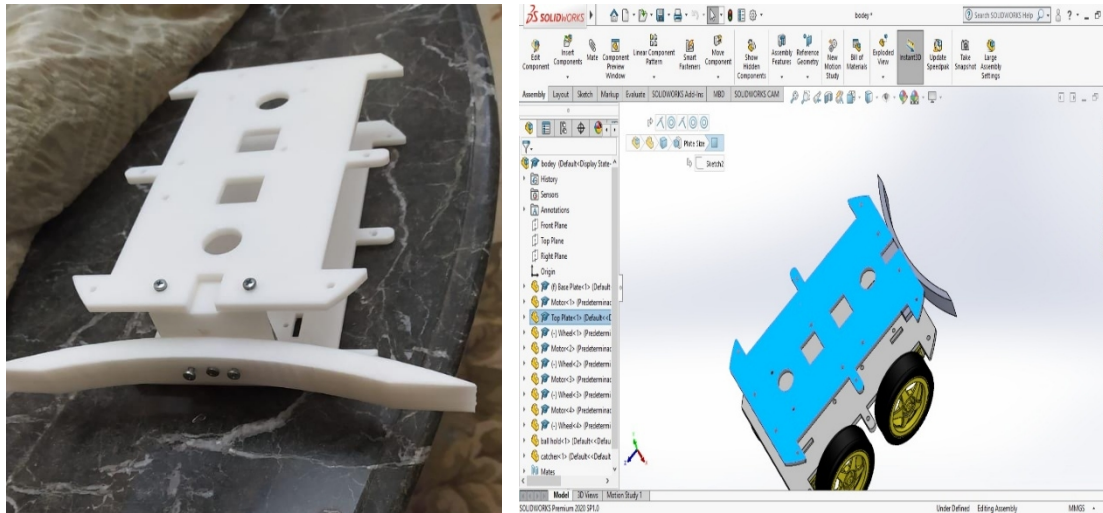 SOLIDWORKS
bodey *
Search SOLIDWORKS Help
Edit Component
Insert Components
Mate
Component Preview Window
Linear Component Pattern
Smart Fasteners
Move Component
Show Hidden Components
Assembly Features
Reference Geometry
New Motion Study
Bill of Materials
Exploded View
Instant3D
Update Speedpak
Take Snapshot
Large Assembly Settings
Assembly Layout Sketch Markup Evaluate SOLIDWORKS Add-Ins MBD SOLIDWORKS CAM
Plate Size
Sketch2
bodey (Default<Display State-
History
Sensors
Annotations
Front Plane
Top Plane
Right Plane
Origin
(f) Base Plate<1> (Default
Motor<1> (Predeterminad
Top Plate<1> (Default<<D
(-) Wheel<1> (Predetermi
Motor<2> (Predeterminad
(-) Wheel<2> (Predetermi
Motor<3> (Predeterminad
(-) Wheel<3> (Predetermi
Motor<4> (Predeterminad
(-) Wheel<4> (Predetermi
ball hold<1> (Default<<Defau
catcher<1> (Default<<Default
Mates
Model 3D Views Motion Study 1
SOLIDWORKS Premium 2020 SP1.0
Under Defined Editing Assembly MMGS